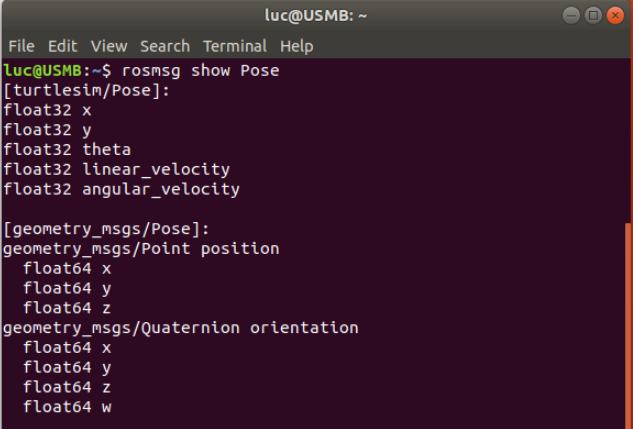 luc@USMB: ~
File Edit View Search Terminal Help
luc@USMB:~$ rosmsg show Pose
[turtlesim/Pose]:
float32 x
float32 y
float32 theta
float32 linear_velocity
float32 angular_velocity

[geometry_msgs/Pose]:
geometry_msgs/Point position
  float64 x
  float64 y
  float64 z
geometry_msgs/Quaternion orientation
  float64 x
  float64 y
  float64 z
  float64 w